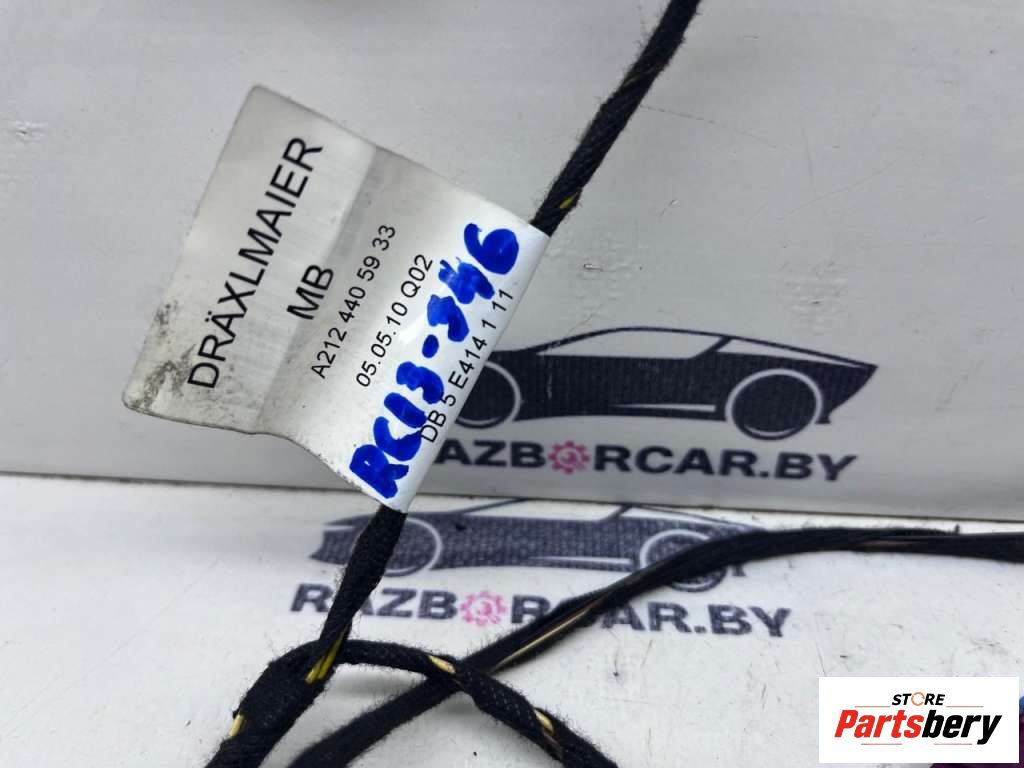 DRÄXLMAIER
MB
A212 440 59 33
05.05.10 Q02
DB 5 E414 1 11
RC13-346
RAZBORCAR.BY
RAZBORCAR.BY
STORE
Partsbery